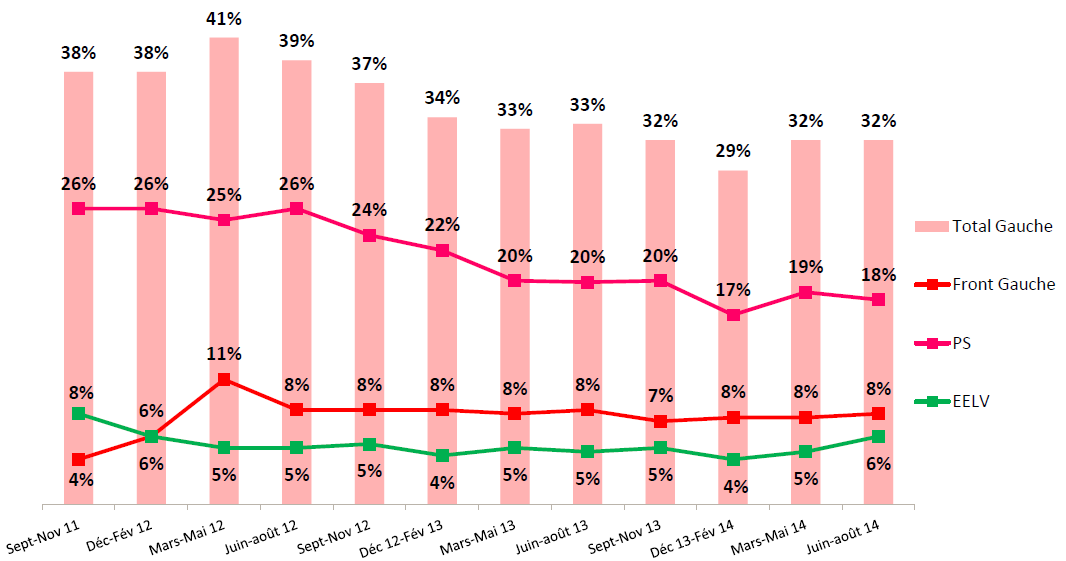 41%
38% 38% 39% 37% 34% 33% 33% 32% 29% 32% 32%
26% 26% 25% 26% 24% 22% 20% 20% 20% 17% 19% 18%
8% 6% 11% 8% 8% 8% 8% 8% 7% 8% 8% 8%
4% 6% 5% 5% 5% 4% 5% 5% 5% 4% 5% 6%
Sept-Nov 11
Déc-Fév 12
Mars-Mai 12
Juin-août 12
Sept-Nov 12
Déc 12-Fév 13
Mars-Mai 13
Juin-août 13
Sept-Nov 13
Déc 13-Fév 14
Mars-Mai 14
Juin-août 14
Total Gauche
Front Gauche
PS
EELV